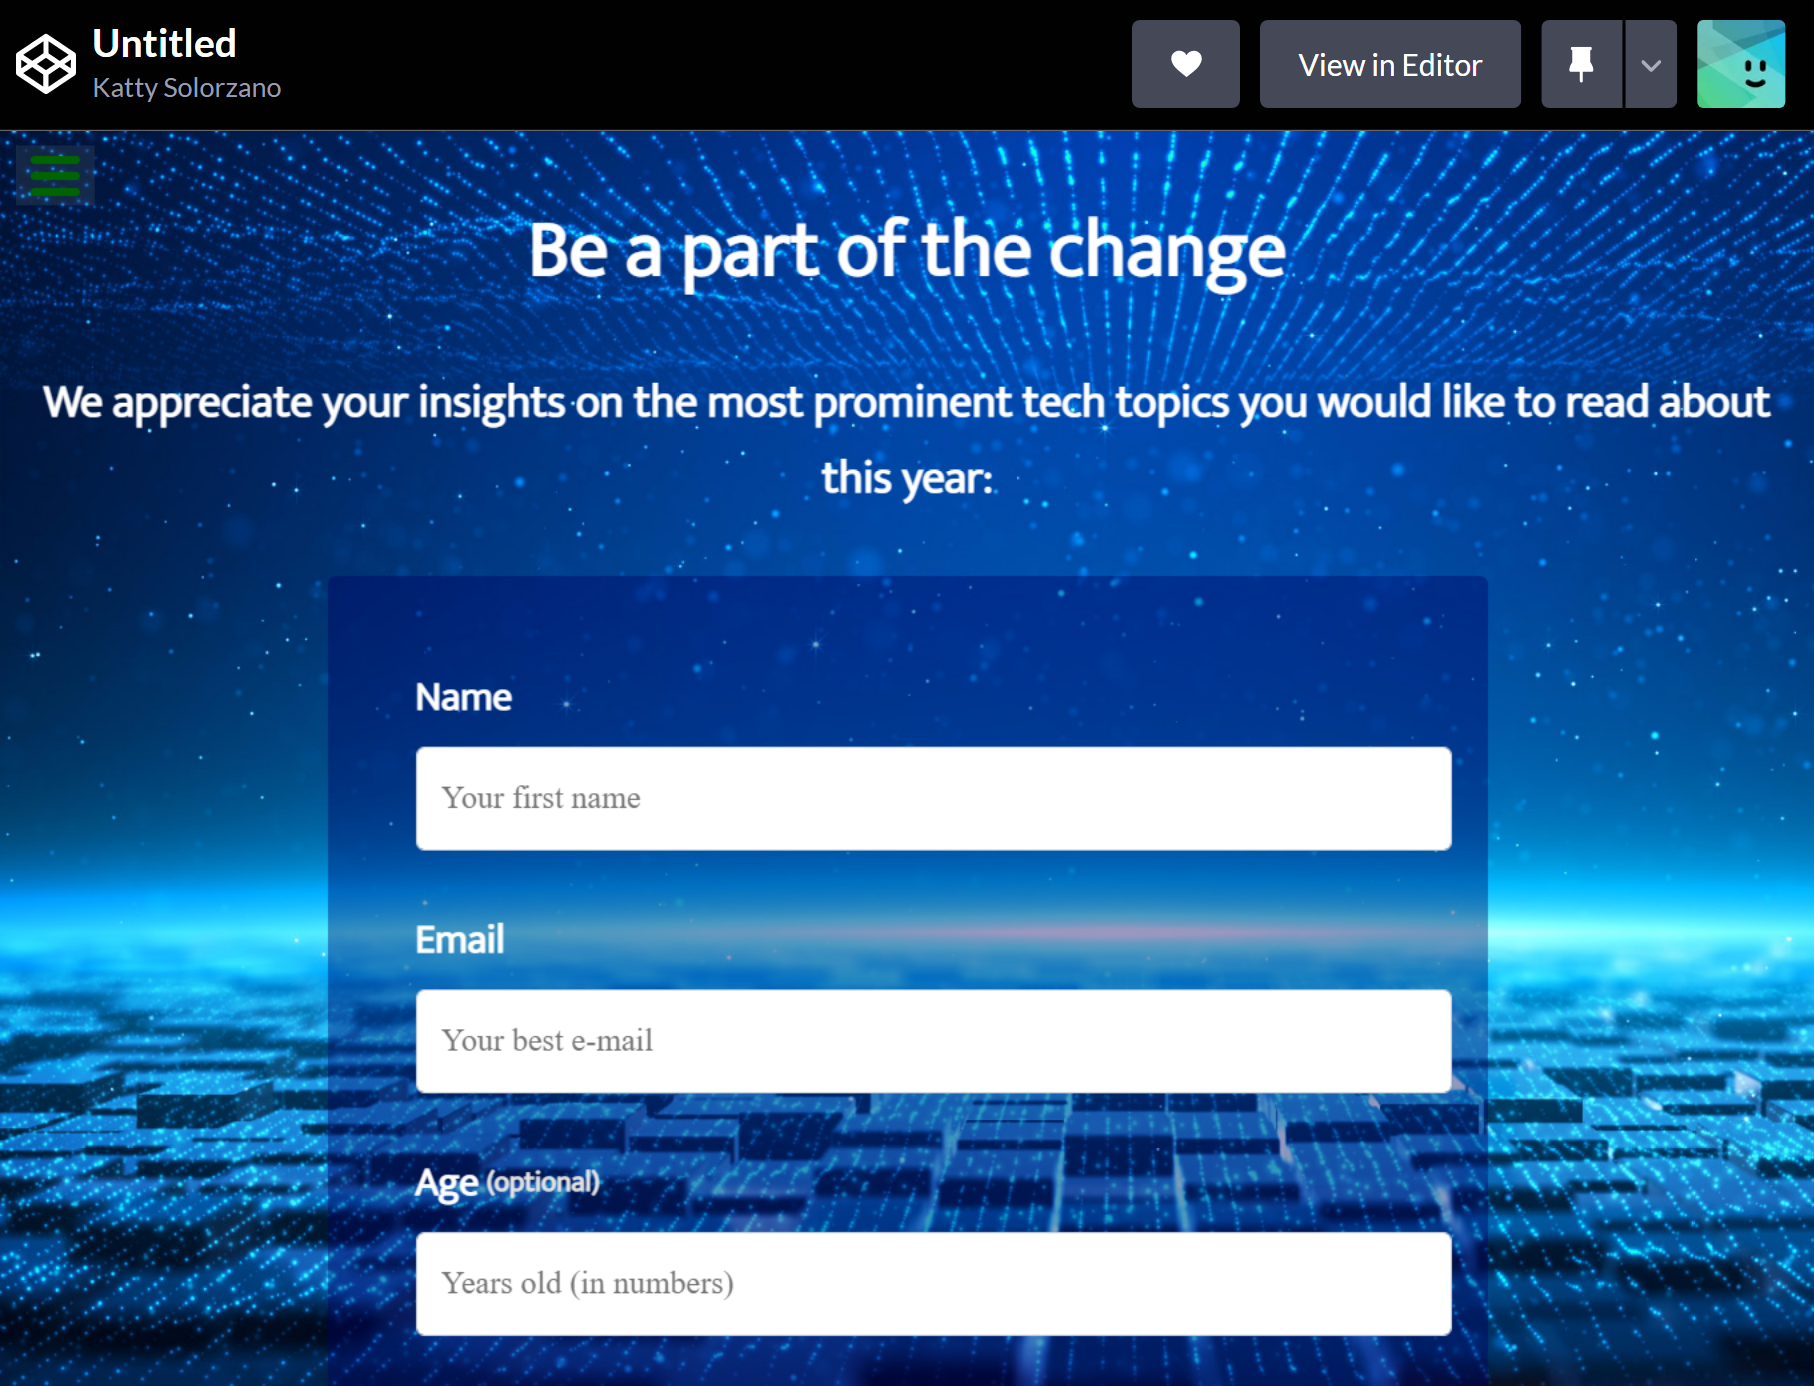 Untitled
Katty Solorzano
View in Editor
Be a part of the change
We appreciate your insights on the most prominent tech topics you would like to read about
this year:
Name
Your first name
Email
Your best e-mail
Age (optional)
Years old (in numbers)